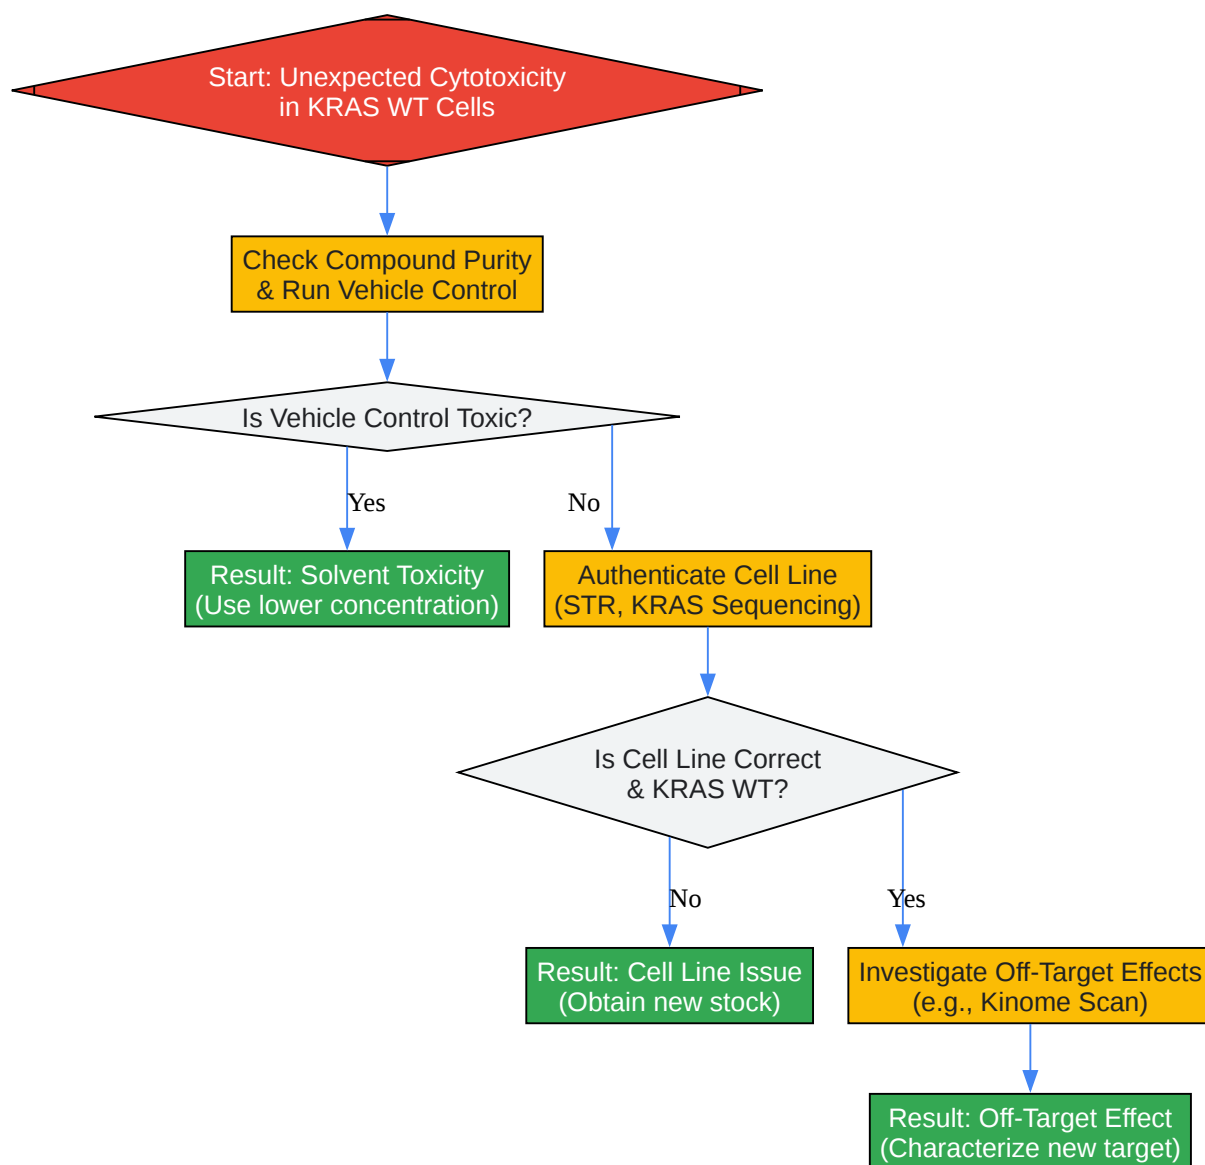 Start: Unexpected Cytotoxicity
in KRAS WT Cells
Check Compound Purity
& Run Vehicle Control
Is Vehicle Control Toxic?
Yes
No
Result: Solvent Toxicity
(Use lower concentration)
Authenticate Cell Line
(STR, KRAS Sequencing)
Is Cell Line Correct
& KRAS WT?
No
Yes
Result: Cell Line Issue
(Obtain new stock)
Investigate Off-Target Effects
(e.g., Kinome Scan)
Result: Off-Target Effect
(Characterize new target)